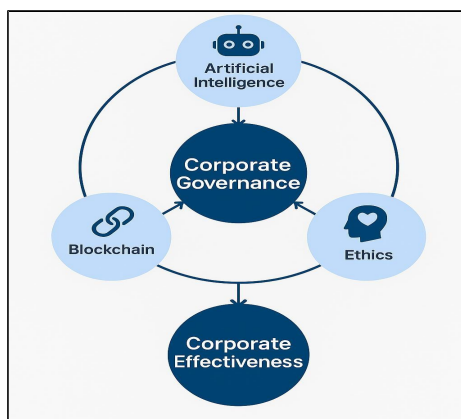 Artificial
Intelligence
Corporate
Governance
Blockchain
Ethics
Corporate
Effectiveness